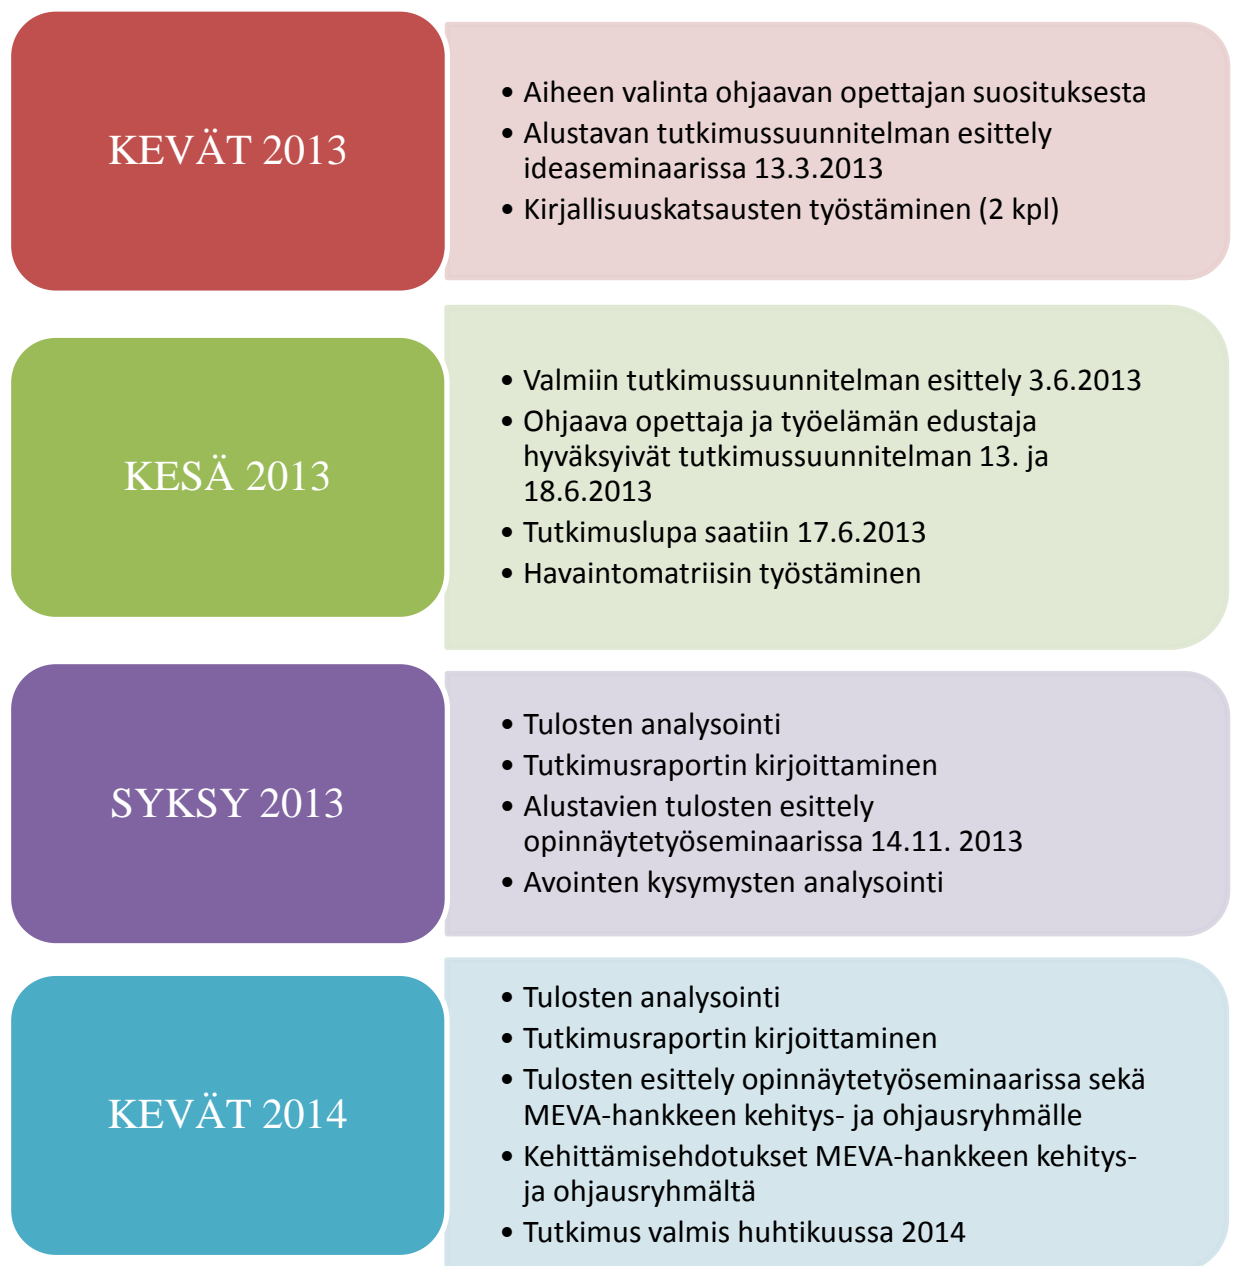 KEVÄT 2013
• Aiheen valinta ohjaavan opettajan suosituksesta
• Alustavan tutkimussuunnitelman esittely
ideaseminaarissa 13.3.2013
• Kirjallisuuskatsausten työstäminen (2 kpl)
KESÄ 2013
• Valmiin tutkimussuunnitelman esittely 3.6.2013
• Ohjaava opettaja ja työelämän edustaja
hyväksyivät tutkimussuunnitelman 13. ja
18.6.2013
• Tutkimuslupa saatiin 17.6.2013
• Havaintomatriisin työstäminen
SYKSY 2013
• Tulosten analysointi
• Tutkimusraportin kirjoittaminen
• Alustavien tulosten esittely
opinnäytetyöseminaarissa 14.11. 2013
• Avointen kysymysten analysointi
KEVÄT 2014
• Tulosten analysointi
• Tutkimusraportin kirjoittaminen
• Tulosten esittely opinnäytetyöseminaarissa sekä
MEVA-hankkeen kehitys- ja ohjausryhmälle
• Kehittämisehdotukset MEVA-hankkeen kehitys-
ja ohjausryhmältä
• Tutkimus valmis huhtikuussa 2014